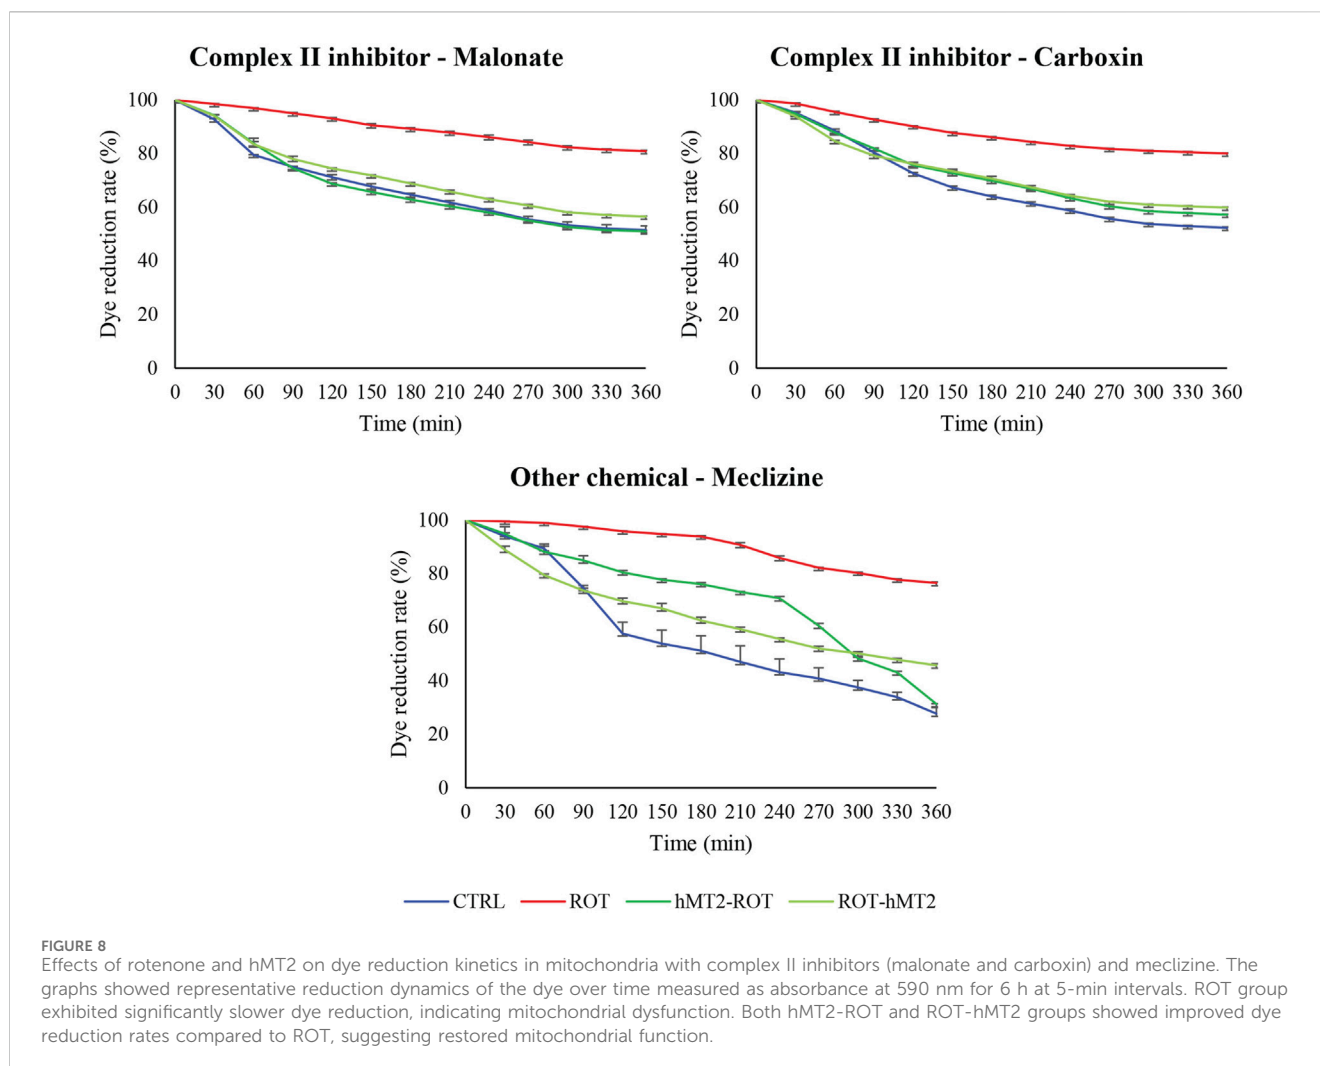 Complex II inhibitor - Malonate
Dye reduction rate (%)
100
80
60
40
20
0
0 30 60 90 120 150 180 210 240 270 300 330 360
Time (min)
Complex II inhibitor - Carboxin
Dye reduction rate (%)
100
80
60
40
20
0
0 30 60 90 120 150 180 210 240 270 300 330 360
Time (min)
Other chemical - Meclizine
Dye reduction rate (%)
100
80
60
40
20
0
0 30 60 90 120 150 180 210 240 270 300 330 360
Time (min)
CTRL ROT hMT2-ROT ROT-hMT2
FIGURE 8
Effects of rotenone and hMT2 on dye reduction kinetics in mitochondria with complex II inhibitors (malonate and carboxin) and meclizine. The
graphs showed representative reduction dynamics of the dye over time measured as absorbance at 590 nm for 6 h at 5-min intervals. ROT group
exhibited significantly slower dye reduction, indicating mitochondrial dysfunction. Both hMT2-ROT and ROT-hMT2 groups showed improved dye
reduction rates compared to ROT, suggesting restored mitochondrial function.